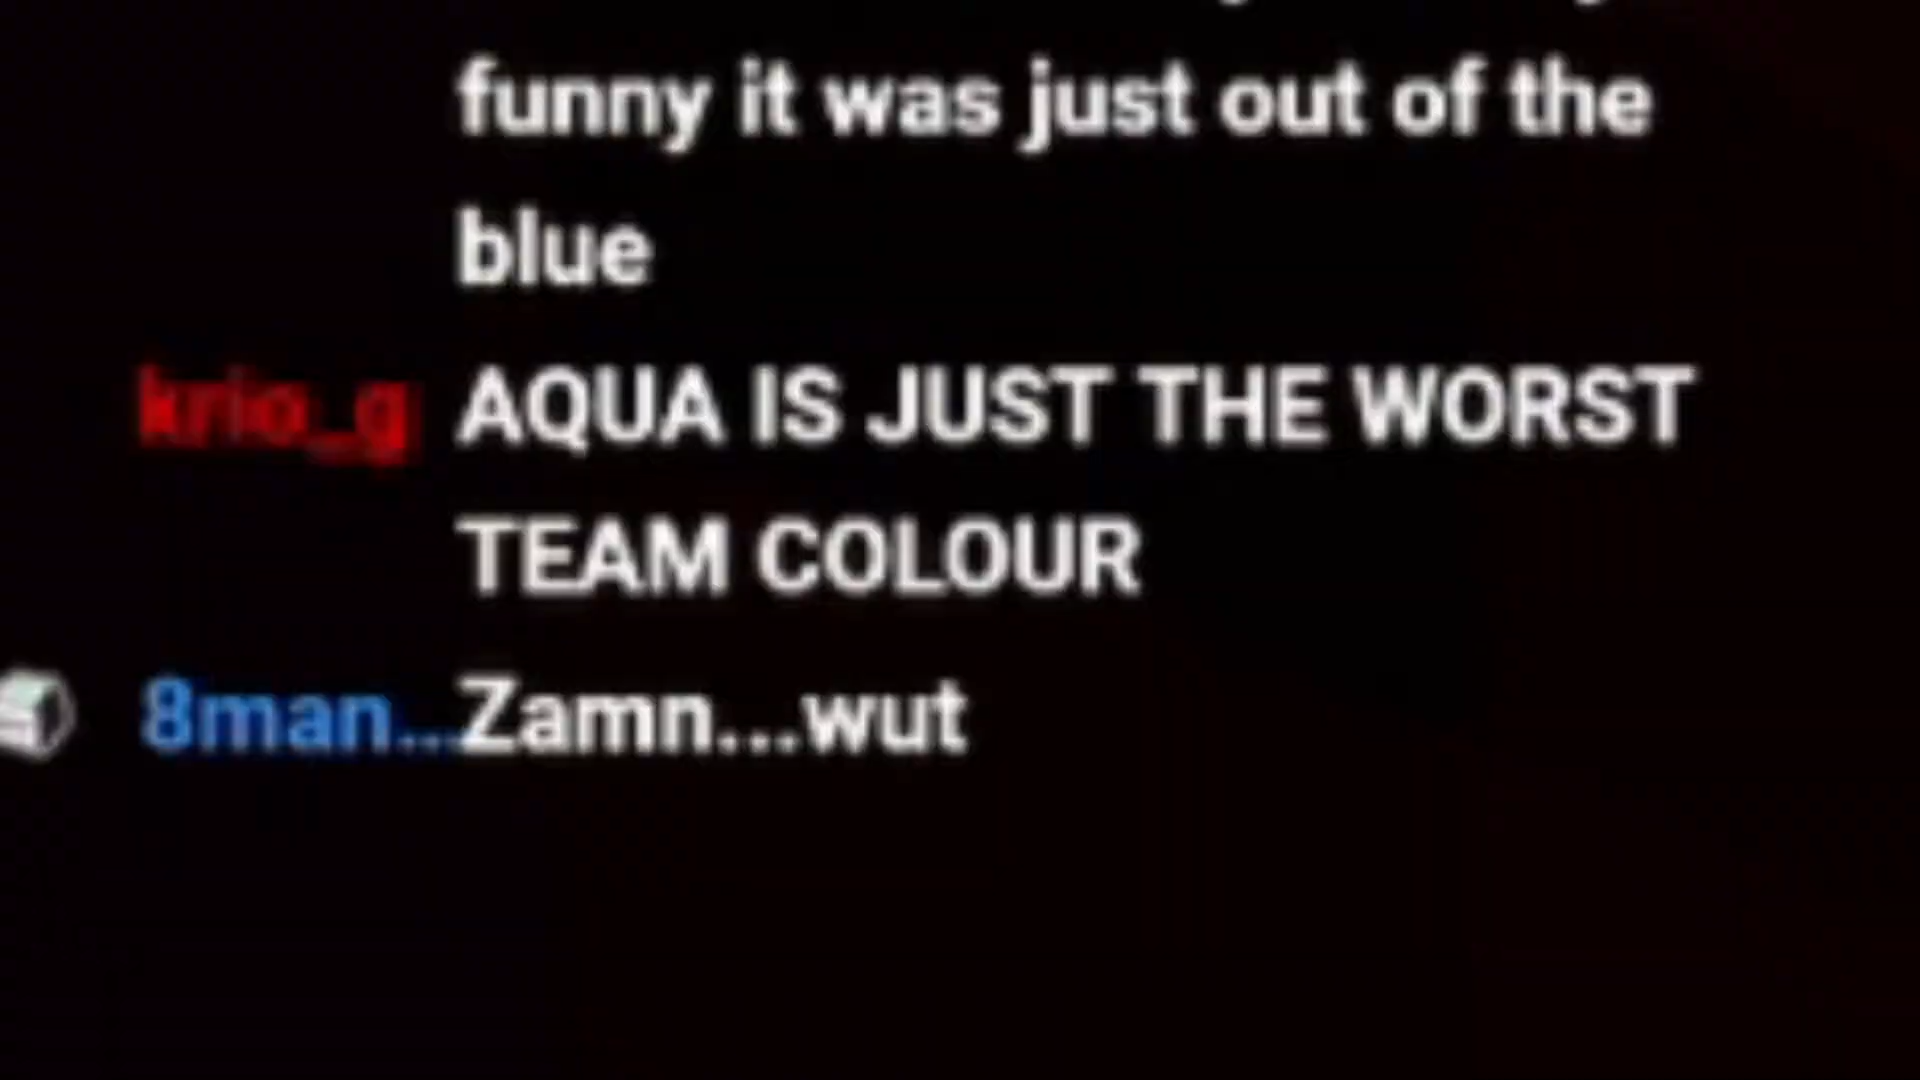 funny it was just out of the
blue
krio_g AQUA IS JUST THE WORST
TEAM COLOUR
8man...Zamn...wut